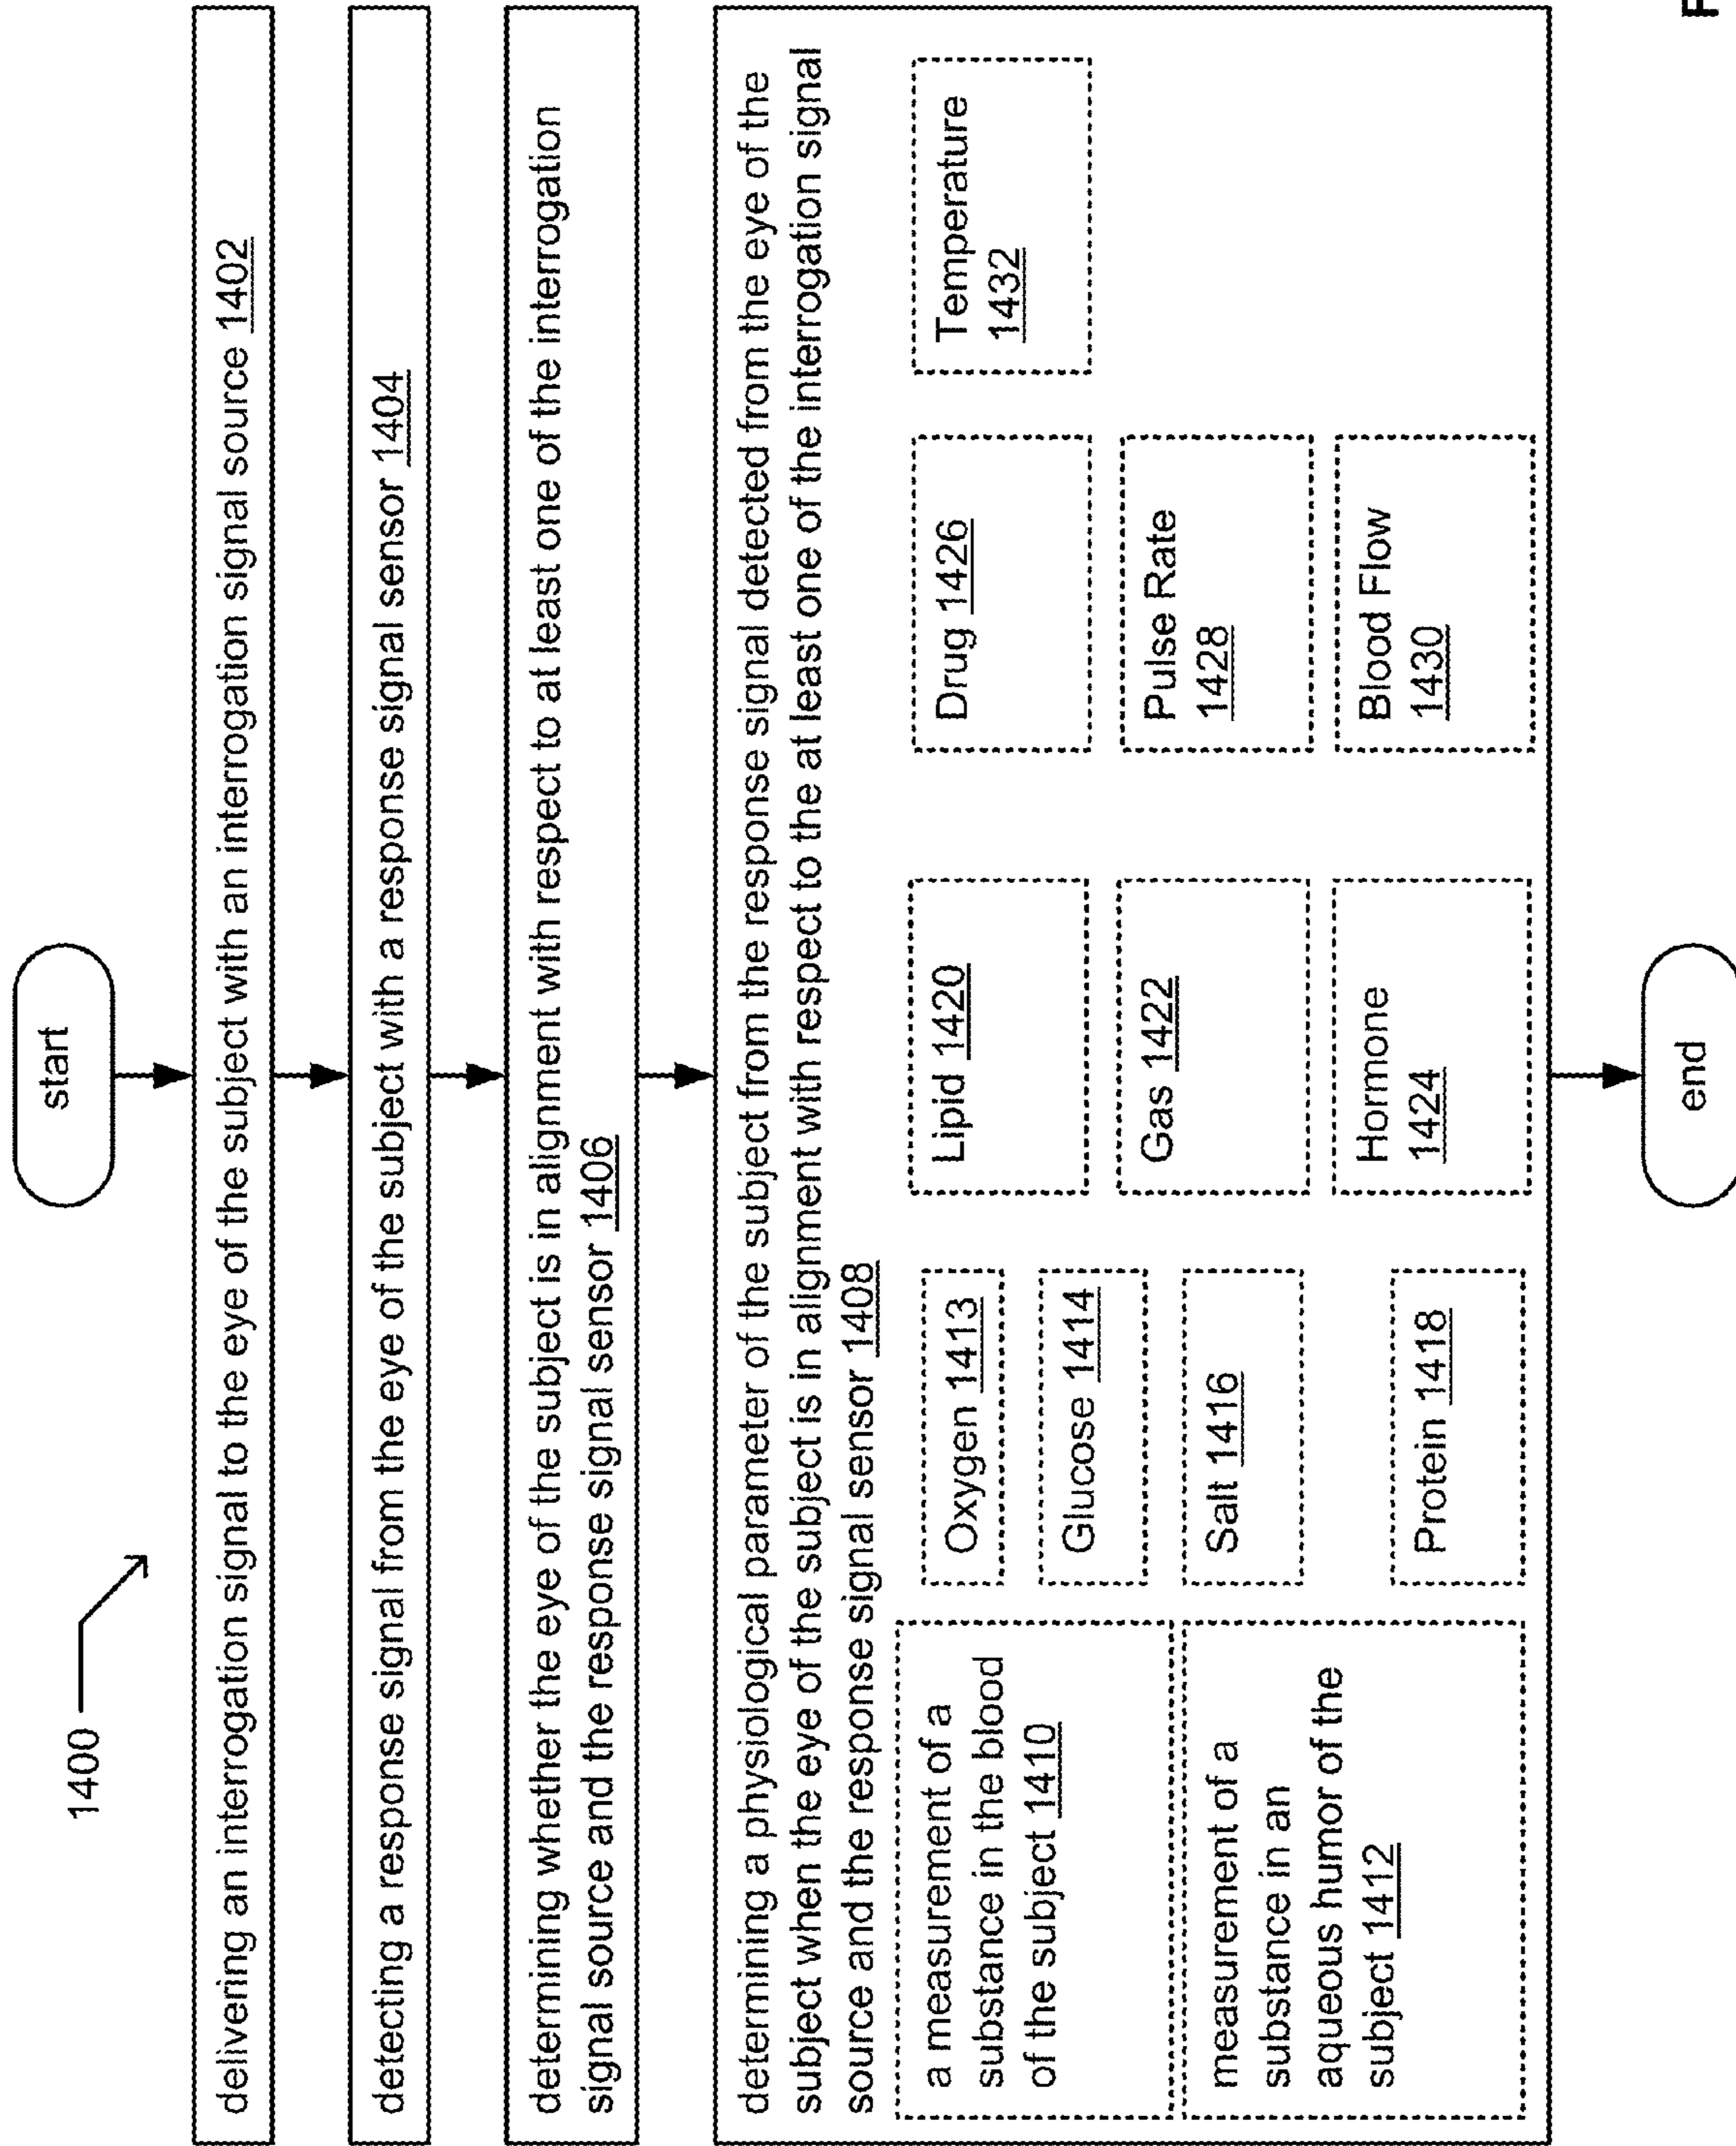 1400
start
delivering an interrogation signal to the eye of the subject with an interrogation signal source 1402
detecting a response signal from the eye of the subject with a response signal sensor 1404
determining whether the eye of the subject is in alignment with respect to at least one of the interrogation
signal source and the response signal sensor 1406
determining a physiological parameter of the subject from the response signal detected from the eye of the
subject when the eye of the subject is in alignment with respect to the at least one of the interrogation signal
source and the response signal sensor 1408
a measurement of a
substance in the blood
of the subject 1410
measurement of a
substance in an
aqueous humor of the
subject 1412
Oxygen 1413
Glucose 1414
Salt 1416
Protein 1418
Lipid 1420
Gas 1422
Hormone
1424
Drug 1426
Pulse Rate
1428
Blood Flow
1430
Temperature
1432
end